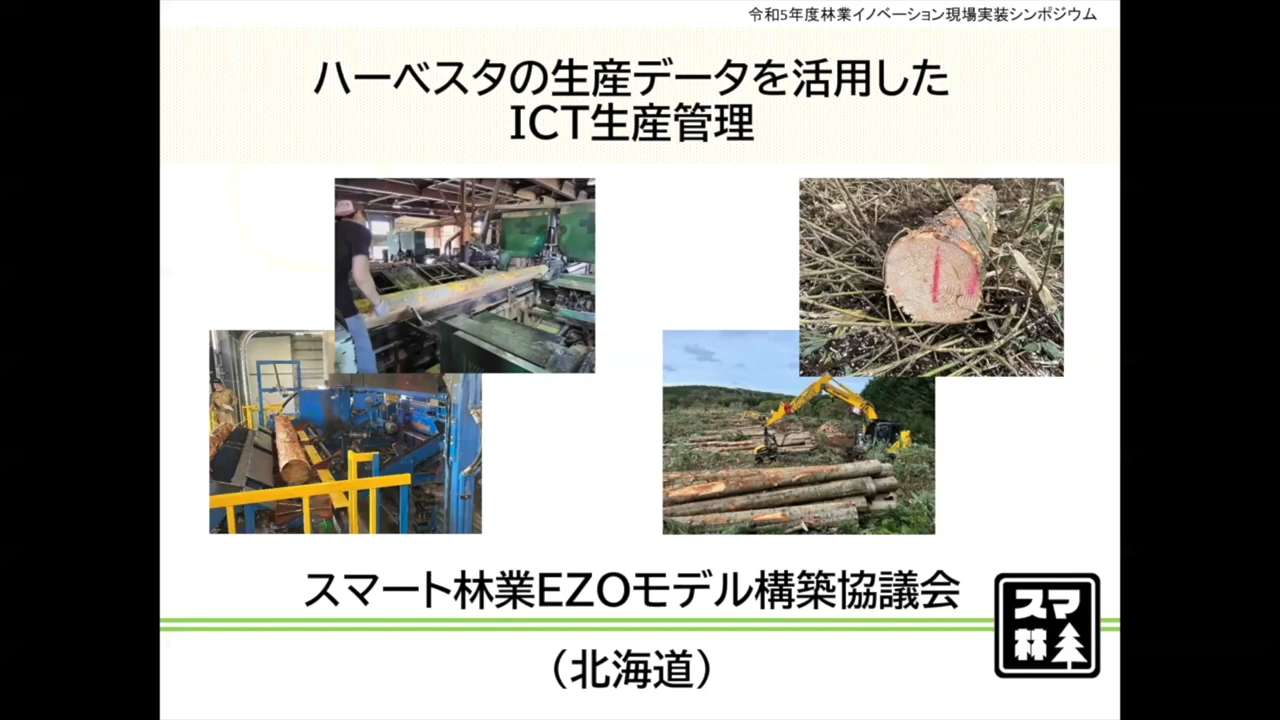 令和5年度林業イノベーション現場実装シンポジウム
ハーベスタの生産データを活用した
ICT生産管理
スマート林業EZOモデル構築協議会
スマ
林
（北海道）